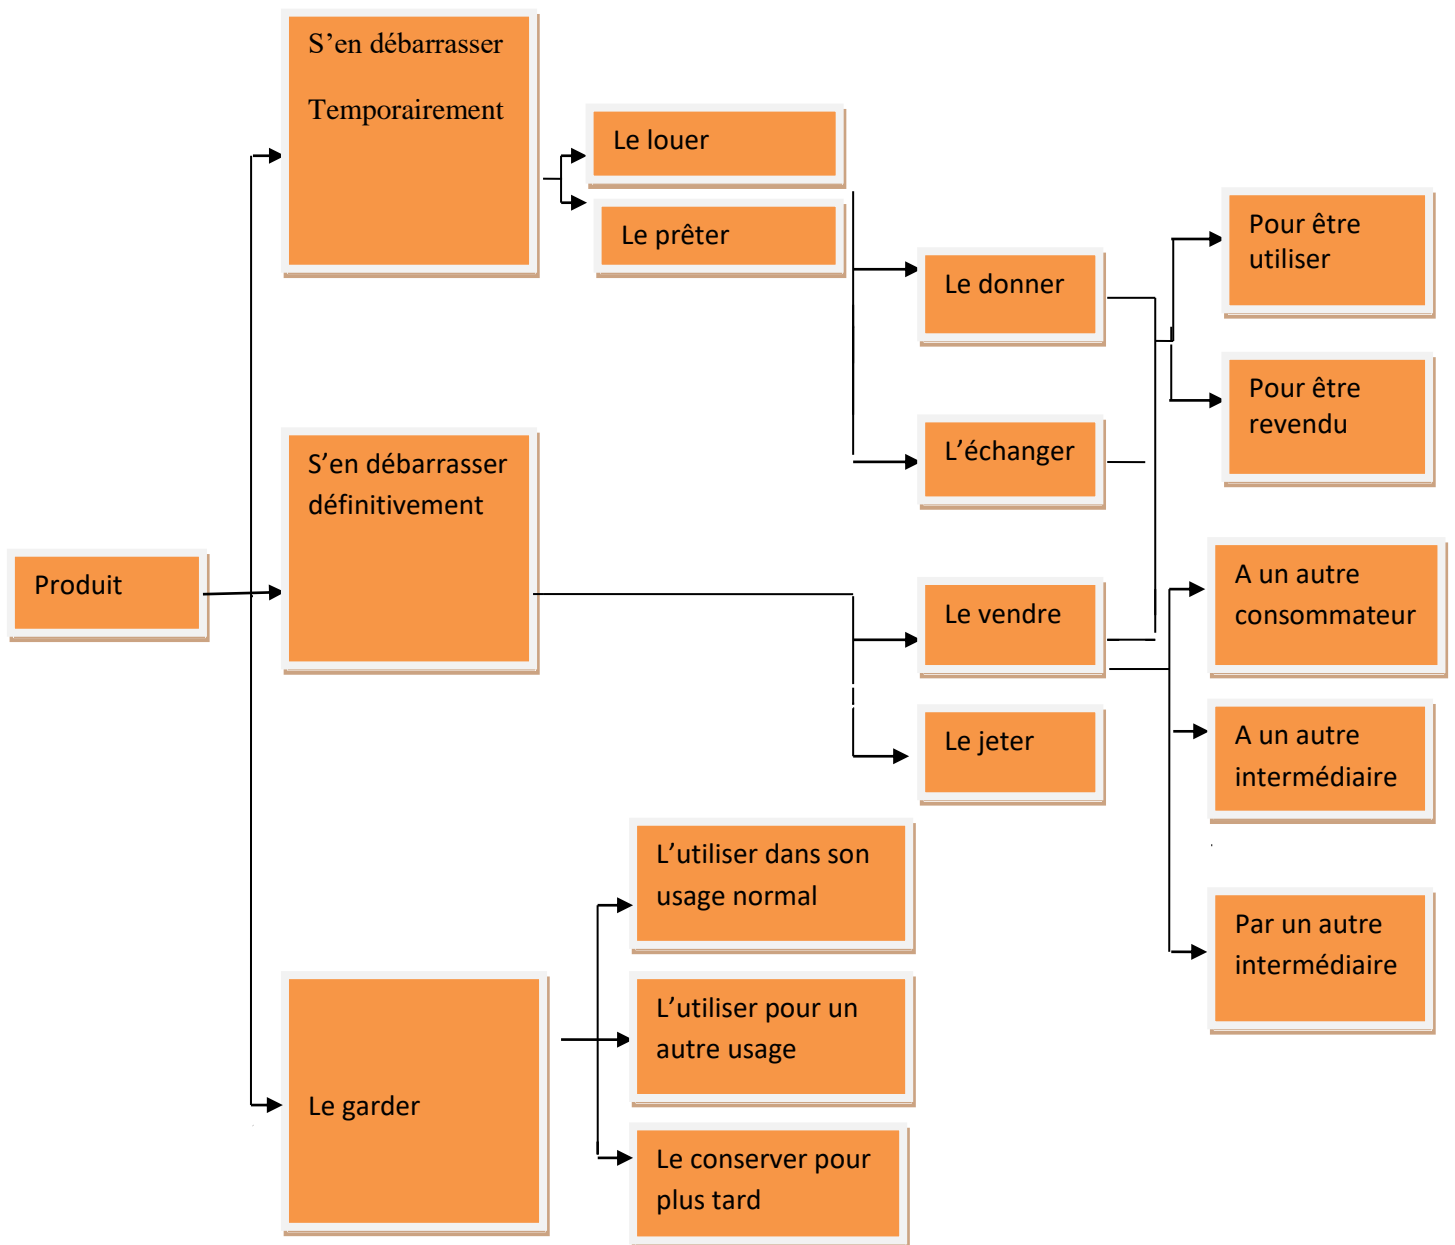 S’en débarrasser
Temporairement
Le louer
Le prêter
Pour être
utiliser
Le donner
Pour être
revendu
S’en débarrasser
définitivement
L’échanger
Produit
A un autre
consommateur
Le vendre
Le jeter
A un autre
intermédiaire
L’utiliser dans son
usage normal
Par un autre
intermédiaire
L’utiliser pour un
autre usage
Le garder
Le conserver pour
plus tard